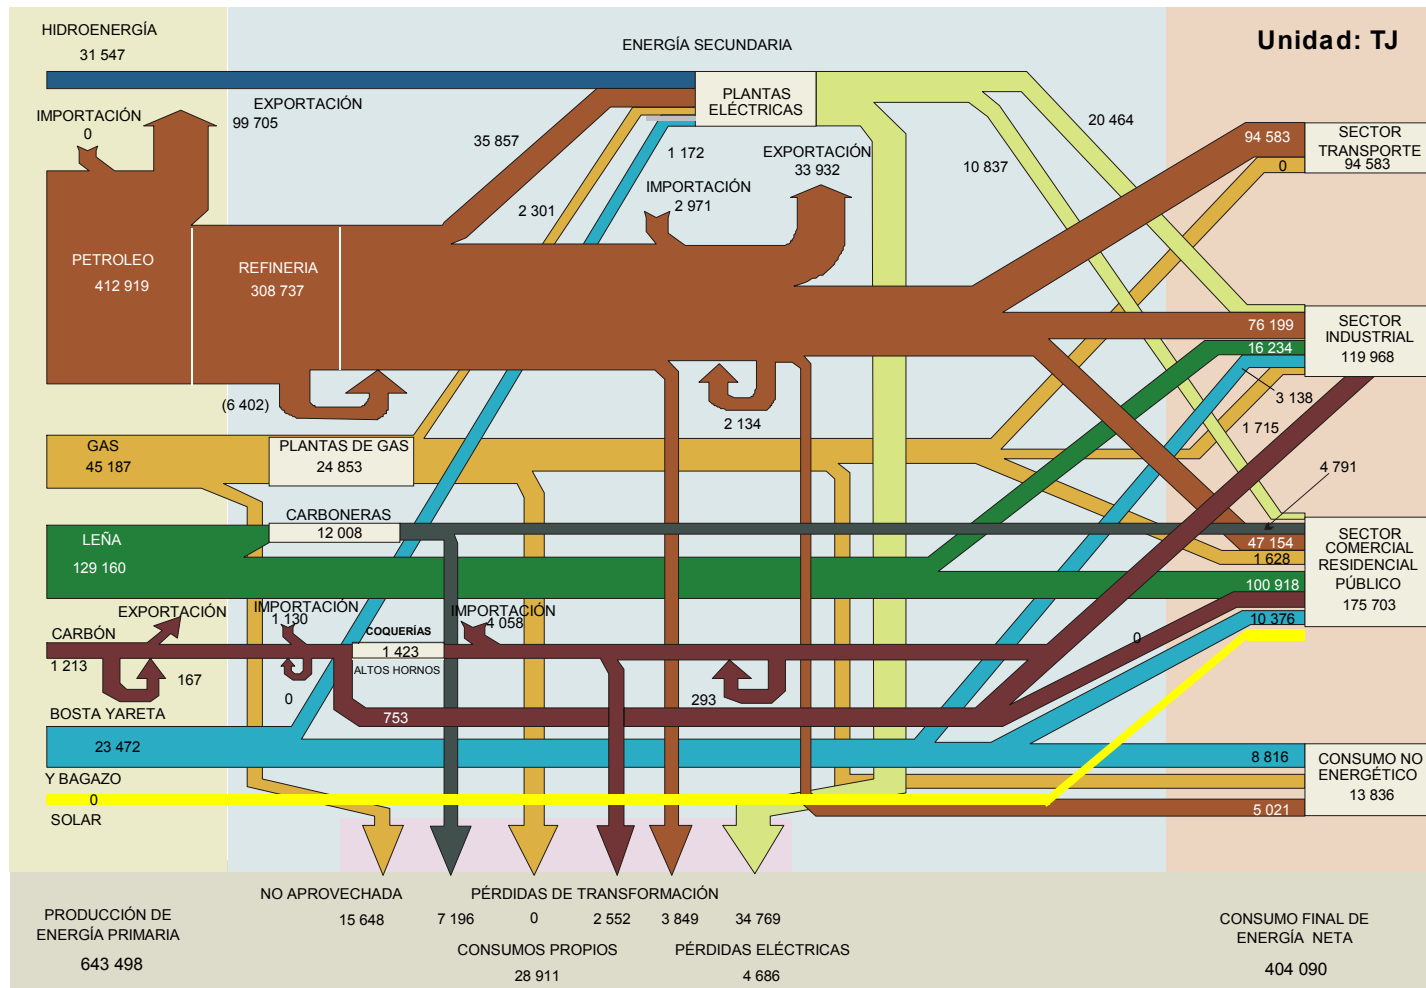 HIDROENERGÍA
31 547
ENERGÍA SECUNDARIA
Unidad: TJ
IMPORTACIÓN
0
EXPORTACIÓN
99 705
35 857
PLANTAS
ELÉCTRICAS
1 172
2 301
EXPORTACIÓN
33 932
IMPORTACIÓN
2 971
10 837
20 464
94 583
0
SECTOR
TRANSPORTE
94 583
PETROLEO
412 919
REFINERIA
308 737
76 199
16 234
SECTOR
INDUSTRIAL
119 968
3 138
1 715
(6 402)
2 134
GAS
45 187
PLANTAS DE GAS
24 853
4 791
CARBONERAS
12 008
LEÑA
129 160
47 154
1 628
100 918
10 376
SECTOR
COMERCIAL
RESIDENCIAL
PÚBLICO
175 703
EXPORTACIÓN
IMPORTACIÓN
1 130
IMPORTACIÓN
4 058
CARBÓN
1 213
167
0
COQUERÍAS
1 423
ALTOS HORNOS
293
0
753
BOSTA YARETA
23 472
Y BAGAZO
0
SOLAR
8 816
5 021
CONSUMO NO
ENERGÉTICO
13 836
NO APROVECHADA
15 648
PÉRDIDAS DE TRANSFORMACIÓN
7 196
0
2 552
3 849
34 769
CONSUMOS PROPIOS
28 911
PÉRDIDAS ELÉCTRICAS
4 686
PRODUCCIÓN DE
ENERGÍA PRIMARIA
643 498
CONSUMO FINAL DE
ENERGÍA NETA
404 090